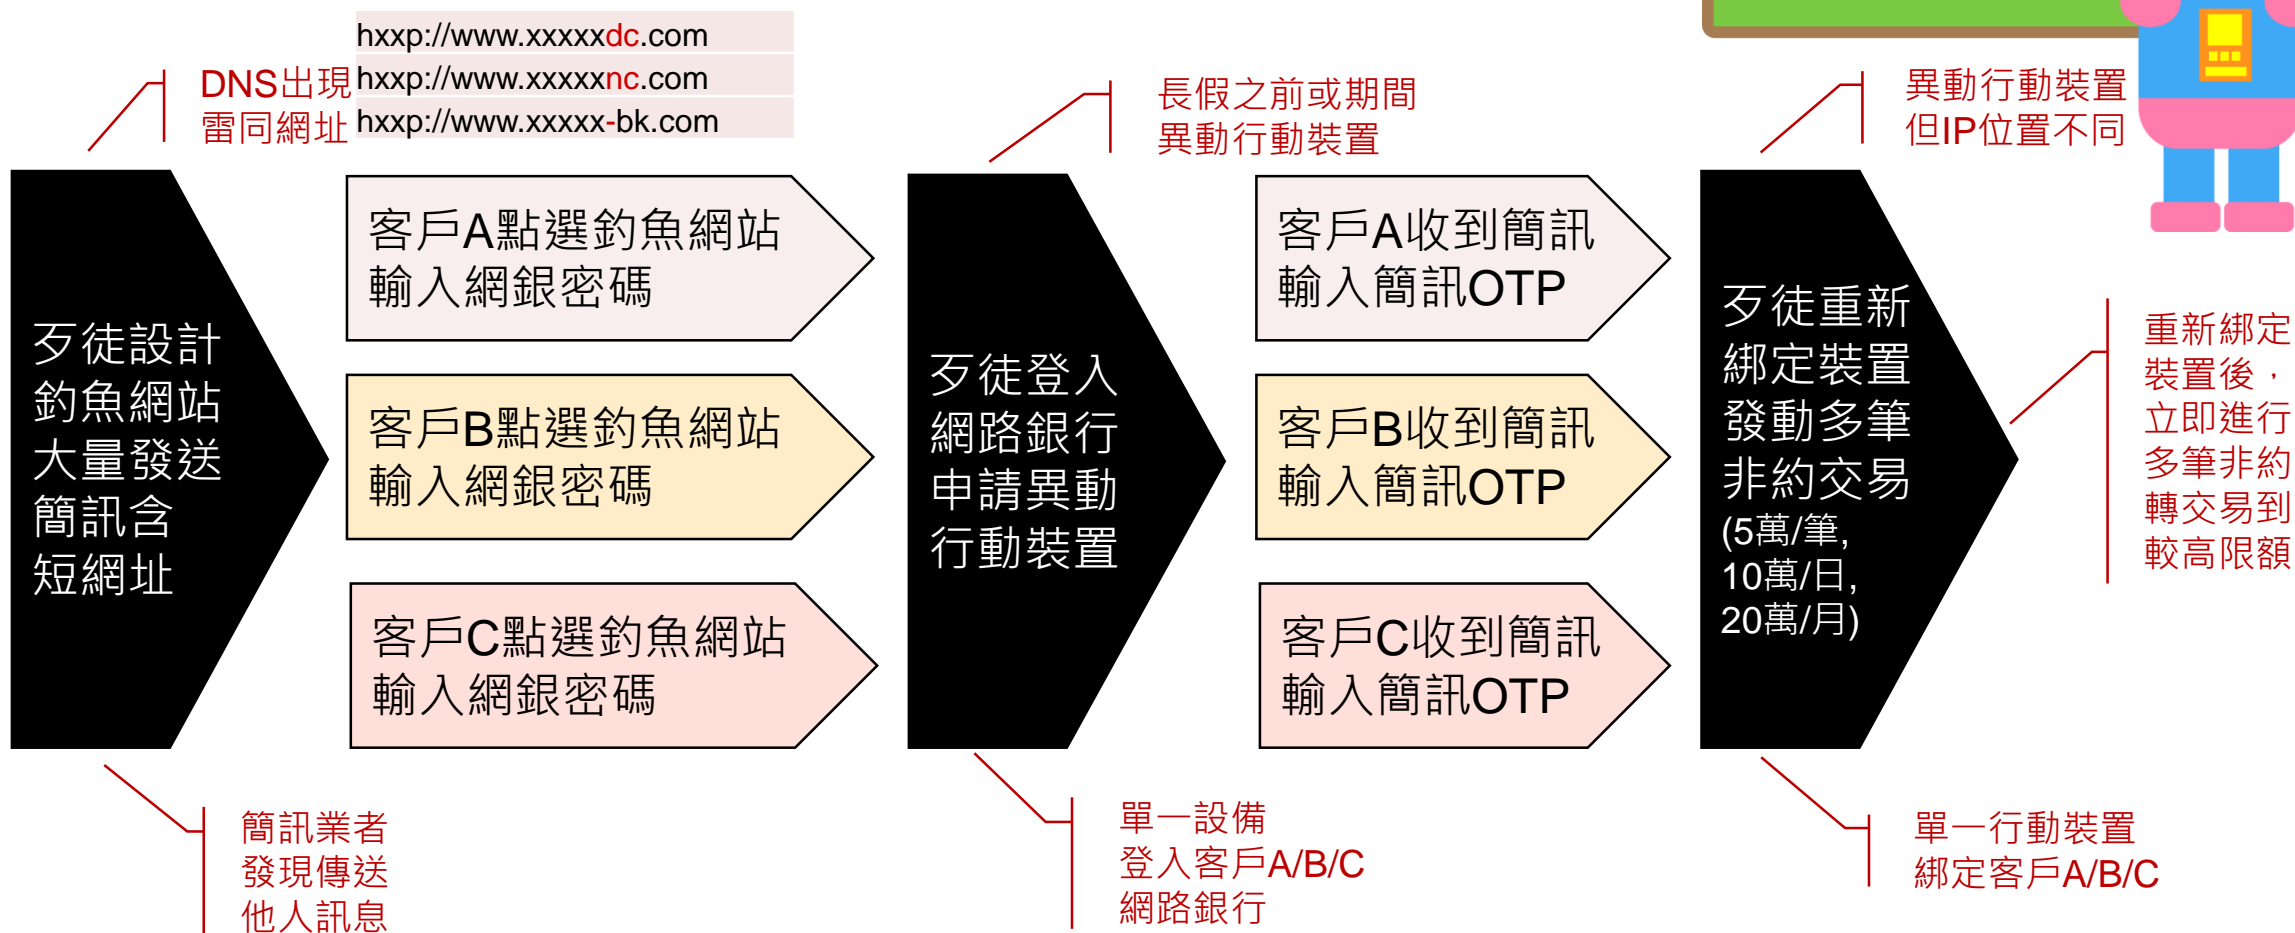 hxxp://www.xxxxxdc.com
hxxp://www.xxxxxnc.com
hxxp://www.xxxxx-bk.com
DNS出現
雷同網址
長假之前或期間
異動行動裝置
異動行動裝置
但IP位置不同
歹徒設計
釣魚網站
大量發送
簡訊含
短網址
客戶A點選釣魚網站
輸入網銀密碼
客戶B點選釣魚網站
輸入網銀密碼
客戶C點選釣魚網站
輸入網銀密碼
歹徒登入
網路銀行
申請異動
行動裝置
客戶A收到簡訊
輸入簡訊OTP
客戶B收到簡訊
輸入簡訊OTP
客戶C收到簡訊
輸入簡訊OTP
歹徒重新
綁定裝置
發動多筆
非約交易
(5萬/筆,
10萬/日,
20萬/月)
重新綁定
裝置後，
立即進行
多筆非約
轉交易到
較高限額
簡訊業者
發現傳送
他人訊息
單一設備
登入客戶A/B/C
網路銀行
單一行動裝置
綁定客戶A/B/C